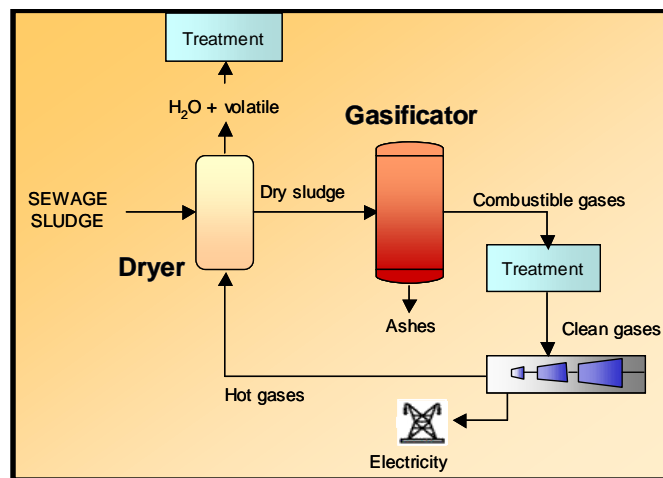 Treatment
H₂O + volatile
Gasificator
SEWAGE
SLUDGE
Dry sludge
Combustible gases
Dryer
Treatment
Ashes
Clean gases
Hot gases
Electricity